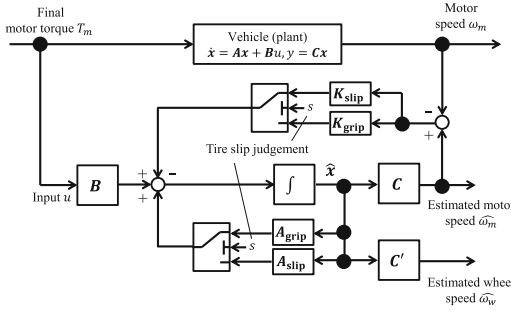 Final
motor torque T_m
Vehicle (plant)
ẋ = Ax + Bu, y = Cx
Motor
speed ω_m
K_slip
s
K_grip
−
+
Tire slip judgement
+
−
+
B
Input u
∫
x̂
C
Estimated motor
speed ω̂_m
A_grip
s
A_slip
C′
Estimated whee
speed ω̂_w